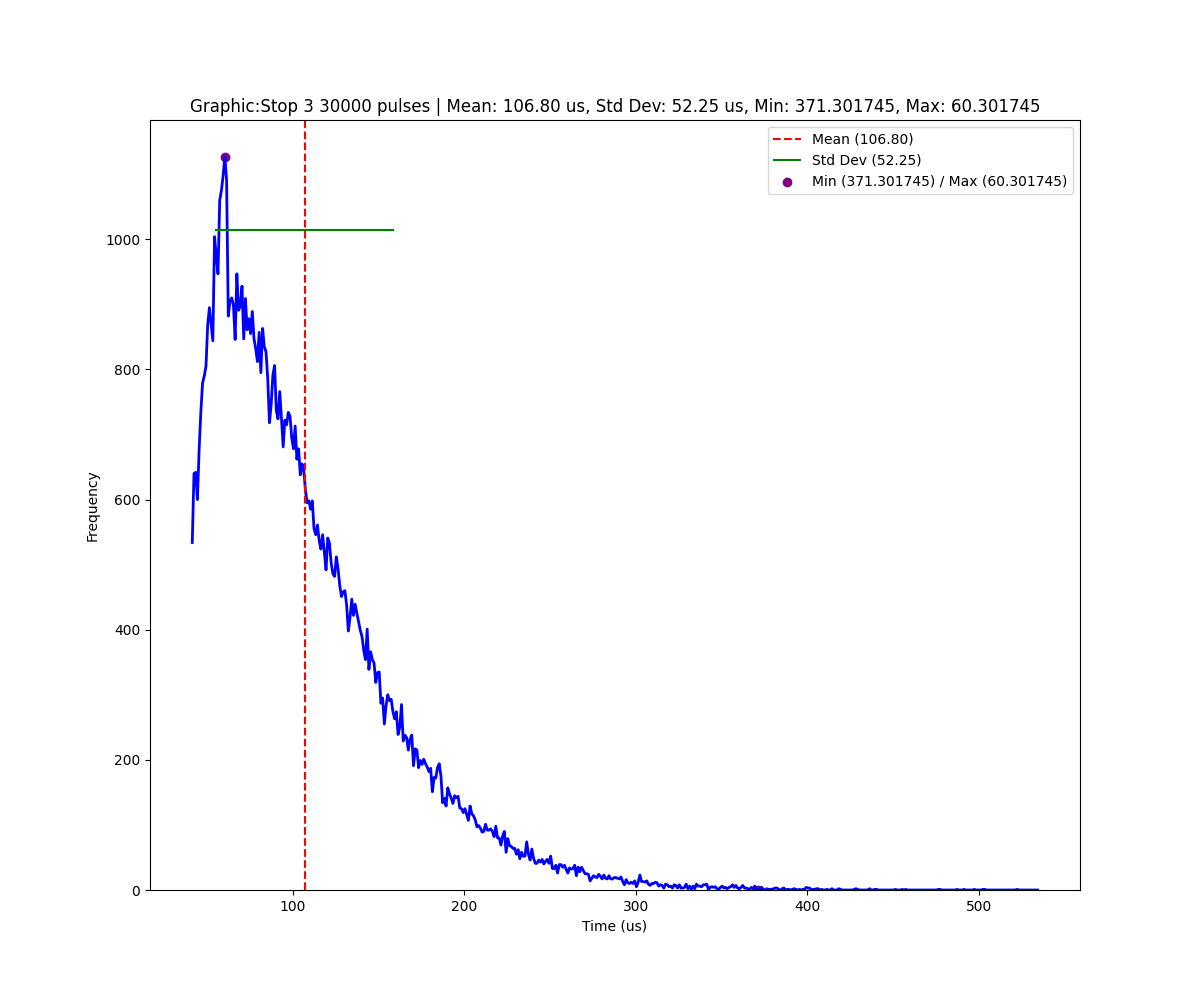 Graphic:Stop 3 30000 pulses | Mean: 106.80 us, Std Dev: 52.25 us, Min: 371.301745, Max: 60.301745
Mean (106.80)
Std Dev (52.25)
Min (371.301745) / Max (60.301745)
1000
800
600
400
200
0
Frequency
100 200 300 400 500
Time (us)